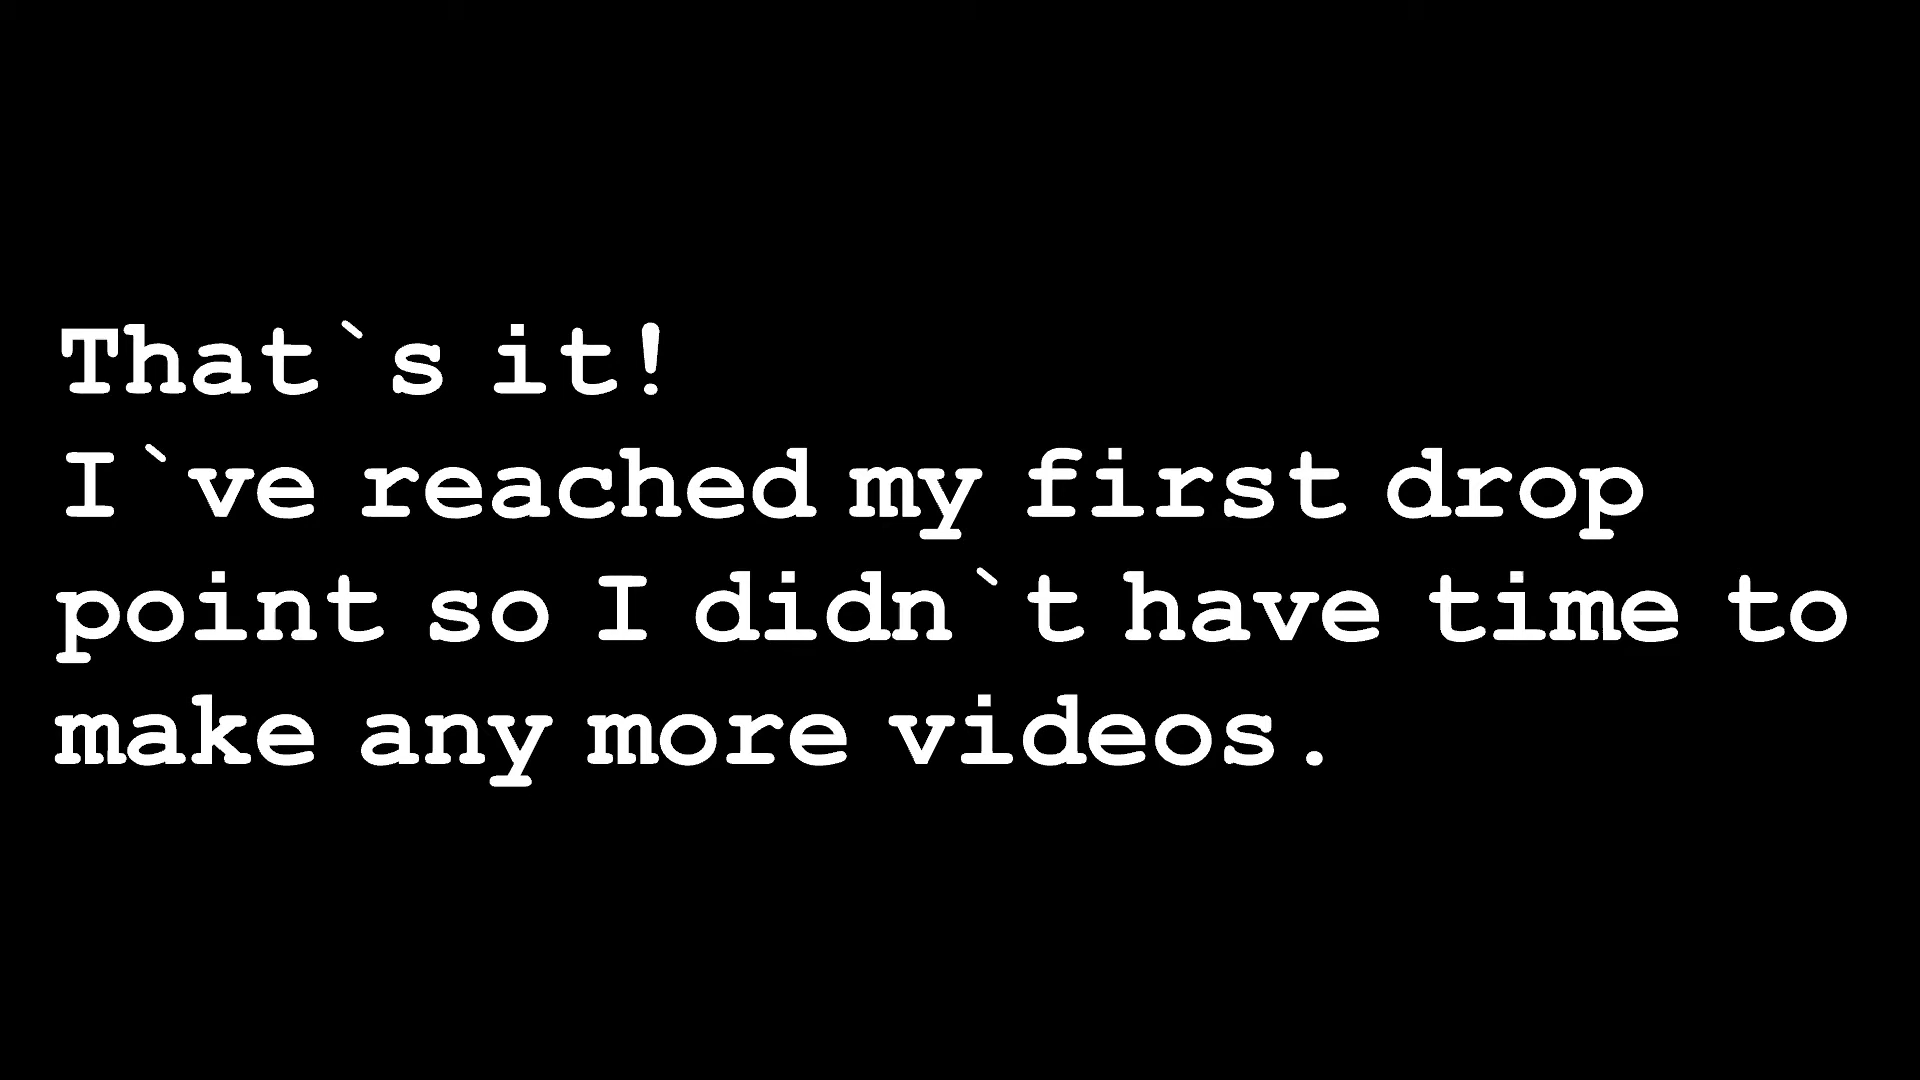 That`s it!
I`ve reached my first drop
point so I didn`t have time to
make any more videos.